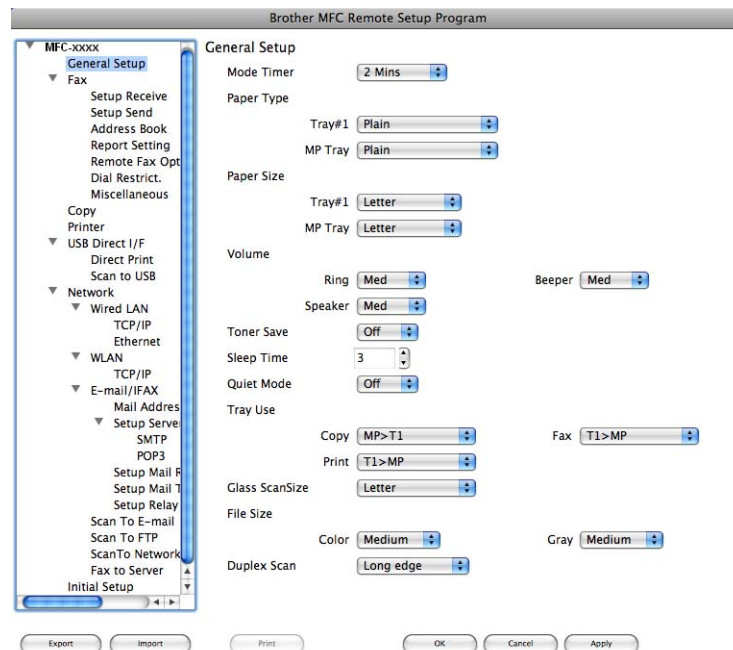 Brother MFC Remote Setup Program
MFC-xxxx
General Setup
Fax
Setup Receive
Setup Send
Address Book
Report Setting
Remote Fax Opt
Dial Restrict.
Miscellaneous
Copy
Printer
USB Direct I/F
Direct Print
Scan to USB
Network
Wired LAN
TCP/IP
Ethernet
WLAN
TCP/IP
E-mail/IFAX
Mail Addres
Setup Serve
SMTP
POP3
Setup Mail R
Setup Mail T
Setup Relay
Scan To E-mail
Scan To FTP
ScanTo Network
Fax to Server
Initial Setup
General Setup
Mode Timer 2 Mins
Paper Type
Tray#1 Plain
MP Tray Plain
Paper Size
Tray#1 Letter
MP Tray Letter
Volume
Ring Med Beeper Med
Speaker Med
Toner Save Off
Sleep Time 3
Quiet Mode Off
Tray Use
Copy MP>T1 Fax T1>MP
Print T1>MP
Glass ScanSize Letter
File Size
Color Medium Gray Medium
Duplex Scan Long edge
Export Import Print OK Cancel Apply